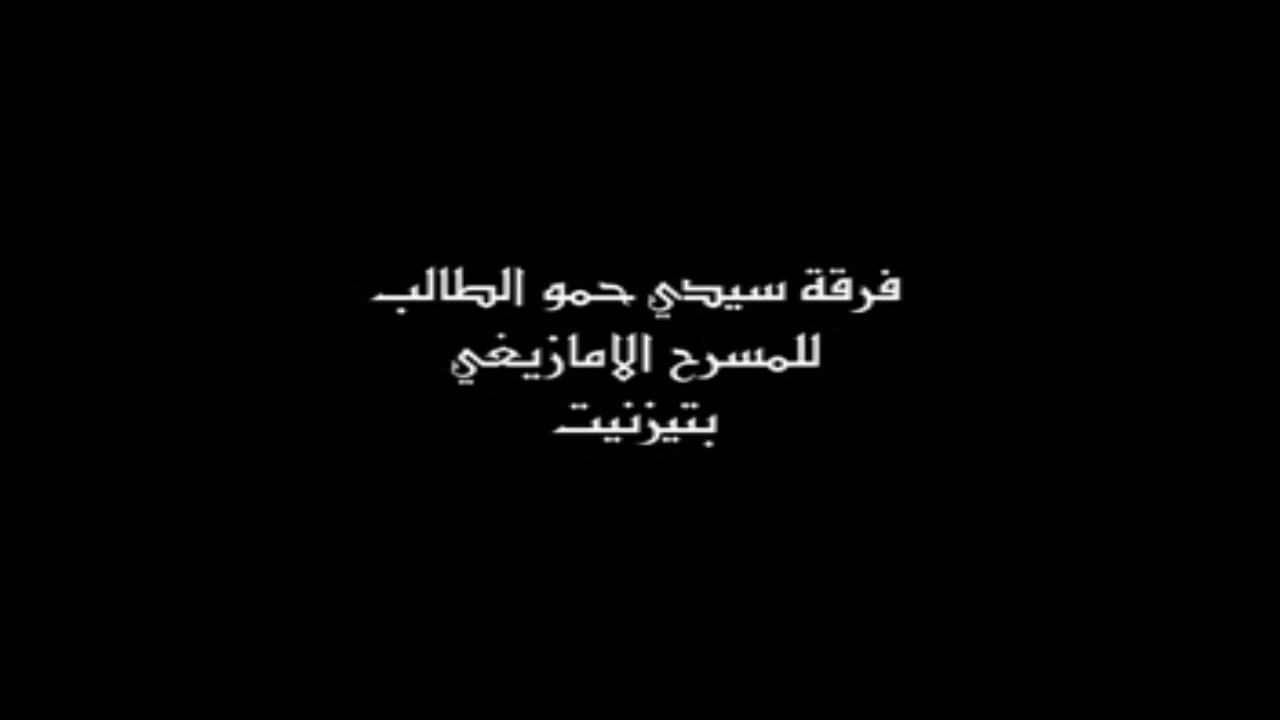 فرقة سيدي حمو الطالب
للمسرح الامازيغي
بتيزنيت